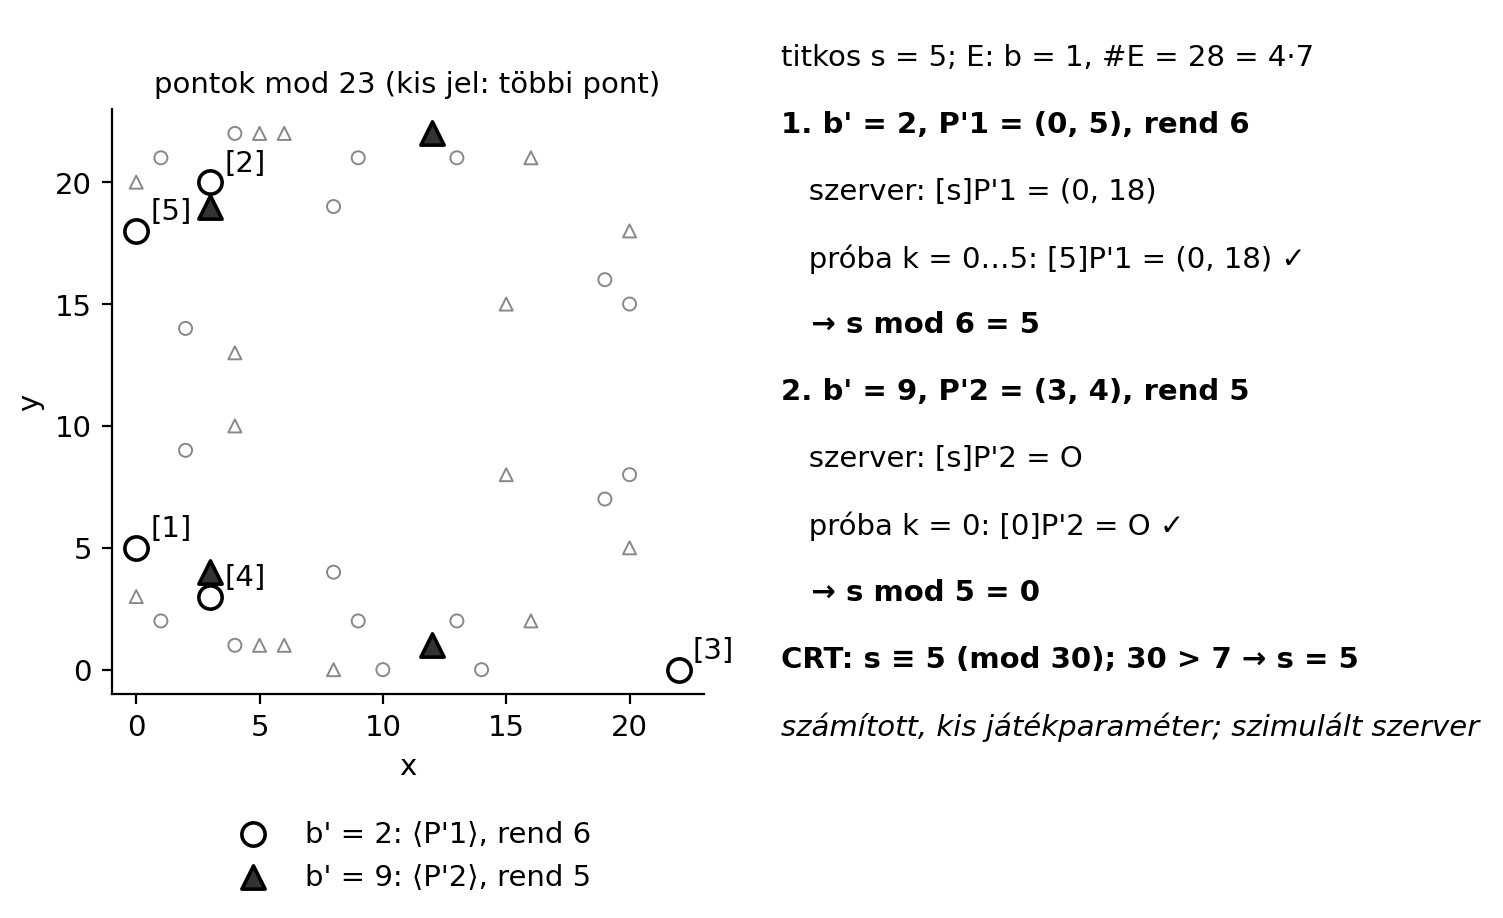 pontok mod 23 (kis jel: többi pont)
[2]
[5]
[1]
[4]
[3]
20
15
10
5
0
y
0 5 10 15 20
x
b' = 2: ⟨P'1⟩, rend 6
b' = 9: ⟨P'2⟩, rend 5
titkos s = 5; E: b = 1, #E = 28 = 4·7
1. b' = 2, P'1 = (0, 5), rend 6
szerver: [s]P'1 = (0, 18)
próba k = 0…5: [5]P'1 = (0, 18) ✓
→ s mod 6 = 5
2. b' = 9, P'2 = (3, 4), rend 5
szerver: [s]P'2 = O
próba k = 0: [0]P'2 = O ✓
→ s mod 5 = 0
CRT: s ≡ 5 (mod 30); 30 > 7 → s = 5
számított, kis játékparaméter; szimulált szerver